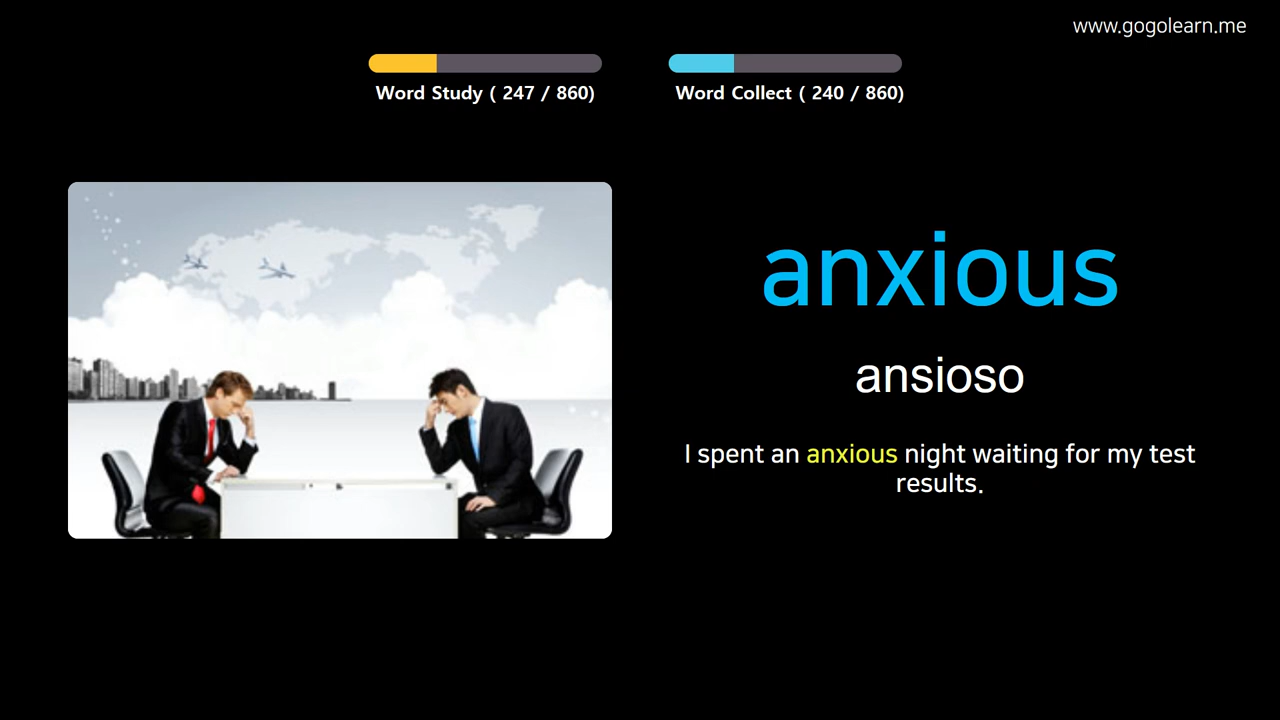 www.gogolearn.me
Word Study ( 247 / 860)
Word Collect ( 240 / 860)
anxious
ansioso
I spent an anxious night waiting for my test
results.